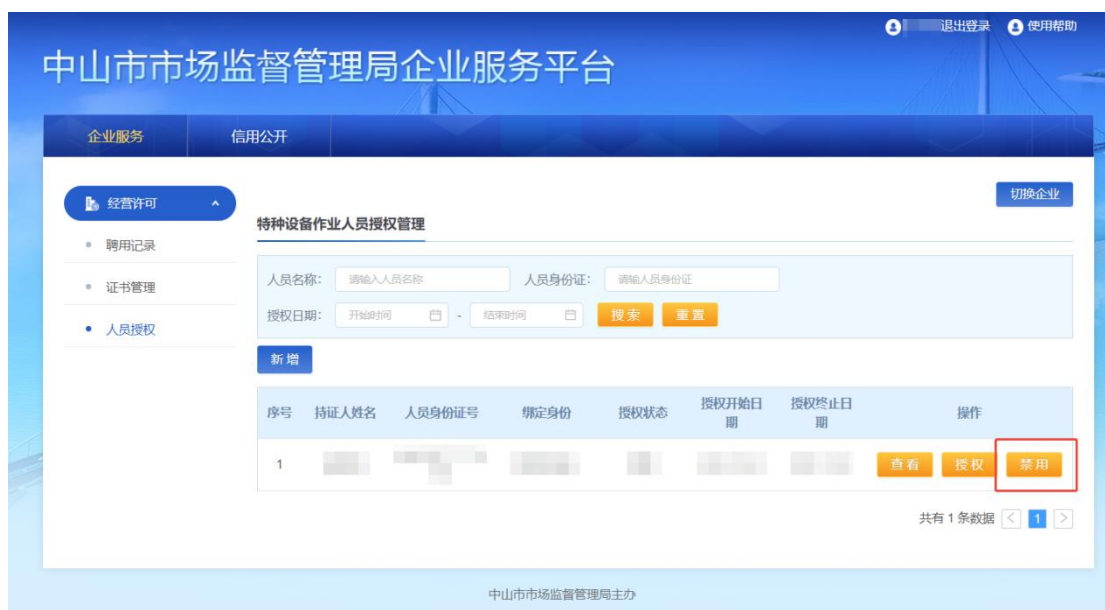 退出登录 使用帮助
中山市市场监督管理局企业服务平台
企业服务 信用公开
切换企业
经营许可
特种设备作业人员授权管理
聘用记录
人员名称： 请输入人员名称 人员身份证： 请输人员身份证
证书管理
授权日期： 开始时间 - 结束时间 搜索 重置
人员授权
新增
序号 持证人姓名 人员身份证号 绑定身份 授权状态 授权开始日期 授权终止日期 操作
1 查看 授权 禁用
共有 1 条数据 < 1 >
中山市市场监督管理局主办